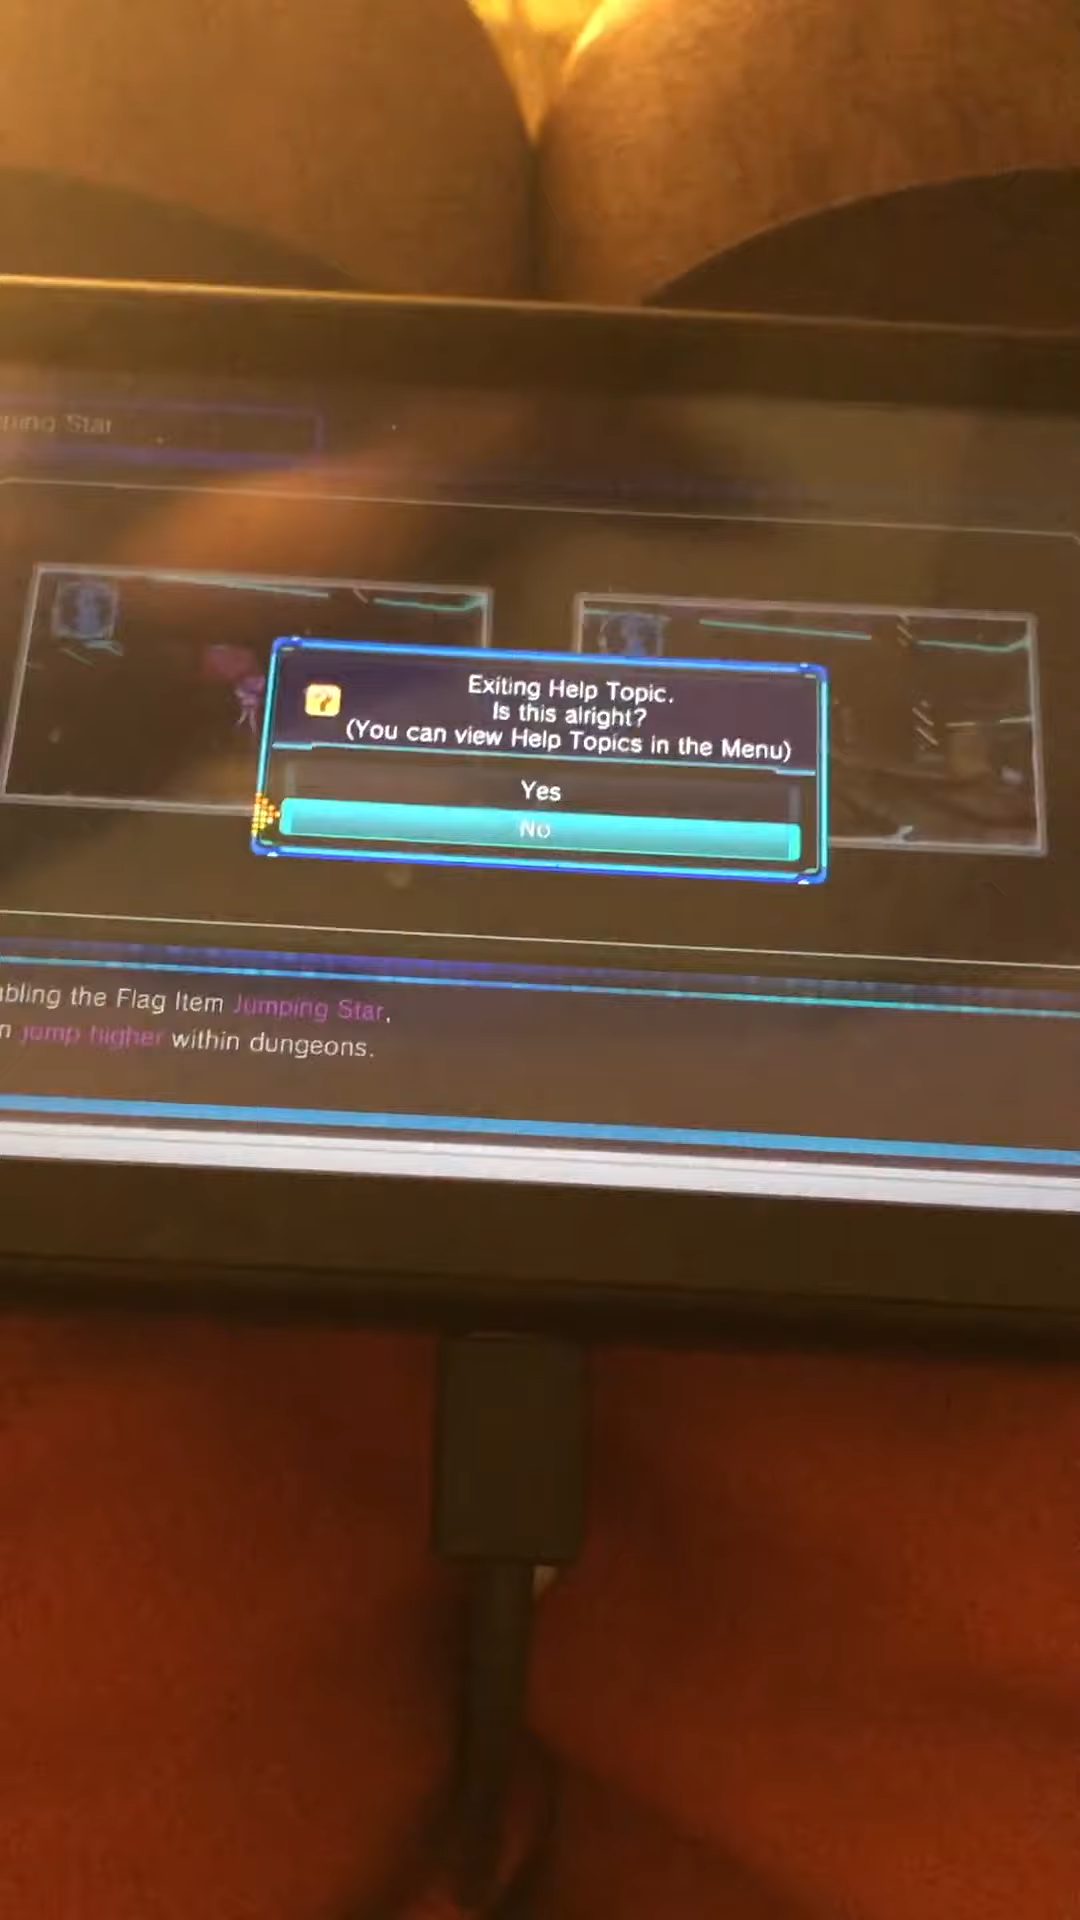 Star
Exiting Help Topic.
Is this alright?
(You can view Help Topics in the Menu)
Yes
No
the Flag Item Jumping Star,
jump higher within dungeons.